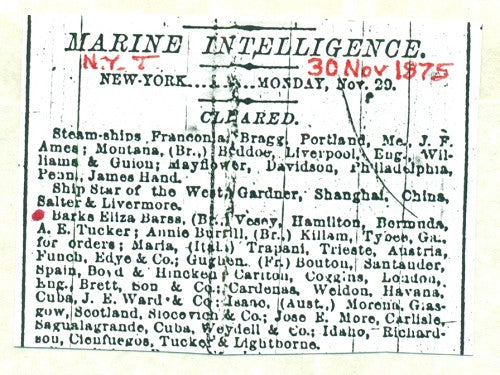 MARINE INTELLIGENCE.
N.Y.T 30 Nov 1875
NEW-YORK.......MONDAY, Nov. 29.
CLEARED.
Steam-ships Franconia, Bragg, Portland, Me., J. F.
Ames; Montana, (Br.,) Beddoe, Liverpool, Eng., Wil-
liams & Guion; Mayflower, Davidson, Philadelphia,
Penn., James Hand.
Ship Star of the West, Gardner, Shanghai, China,
Salter & Livermore.
Barks Eliza Barss, (Br.,) Vesey, Hamilton, Bermuda,
A. E. Tucker; Annie Burrill, (Br.,) Killam, Tybee, Ga.,
for orders; Maria, (Ital.,) Trapani, Trieste, Austria,
Funch, Edye & Co.; (Fr.,) Bouton, Santander,
Spain, Boyd & Hincken; Carlton, Coggins, London,
Eng., Brett, Son & Co.; Cardenas, Weldon, Havana,
Cuba, J. E. Ward & Co.; Isaac, (Aust.,) Morena, Glas-
gow, Scotland, Slocovich & Co.; Jose E. More, Carlisle,
Sagualagrande, Cuba, Weydell & Co.; Idaho, Richard-
son, Cienfuegos, Tucker & Lightborne.